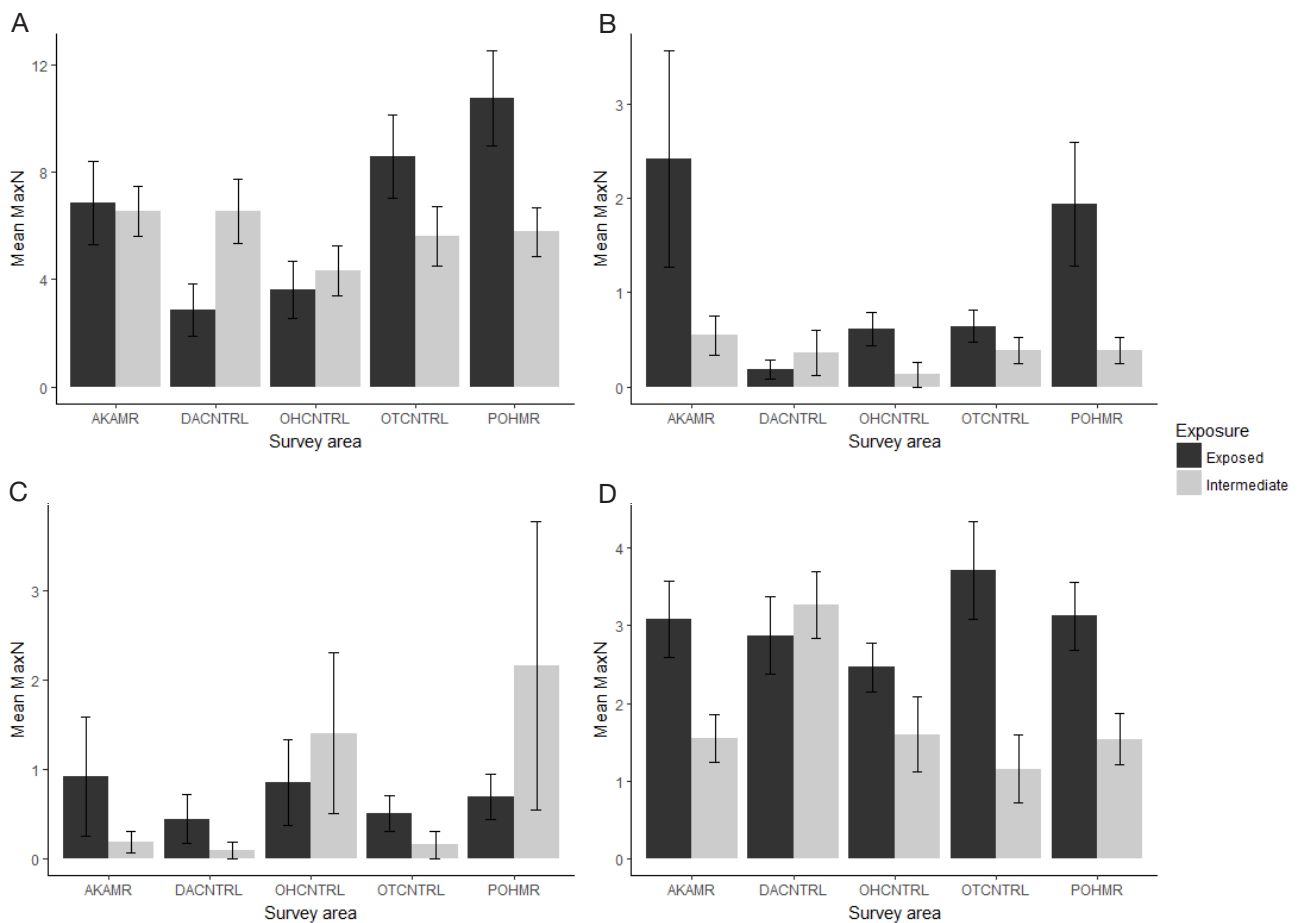 A
Mean MaxN
12
8
4
0
AKAMR DACNTRL OHCNTRL OTCNTRL POHMR
Survey area
B
Mean MaxN
3
2
1
0
AKAMR DACNTRL OHCNTRL OTCNTRL POHMR
Survey area
Exposure
Exposed
Intermediate
C
Mean MaxN
3
2
1
0
AKAMR DACNTRL OHCNTRL OTCNTRL POHMR
Survey area
D
Mean MaxN
4
3
2
1
0
AKAMR DACNTRL OHCNTRL OTCNTRL POHMR
Survey area